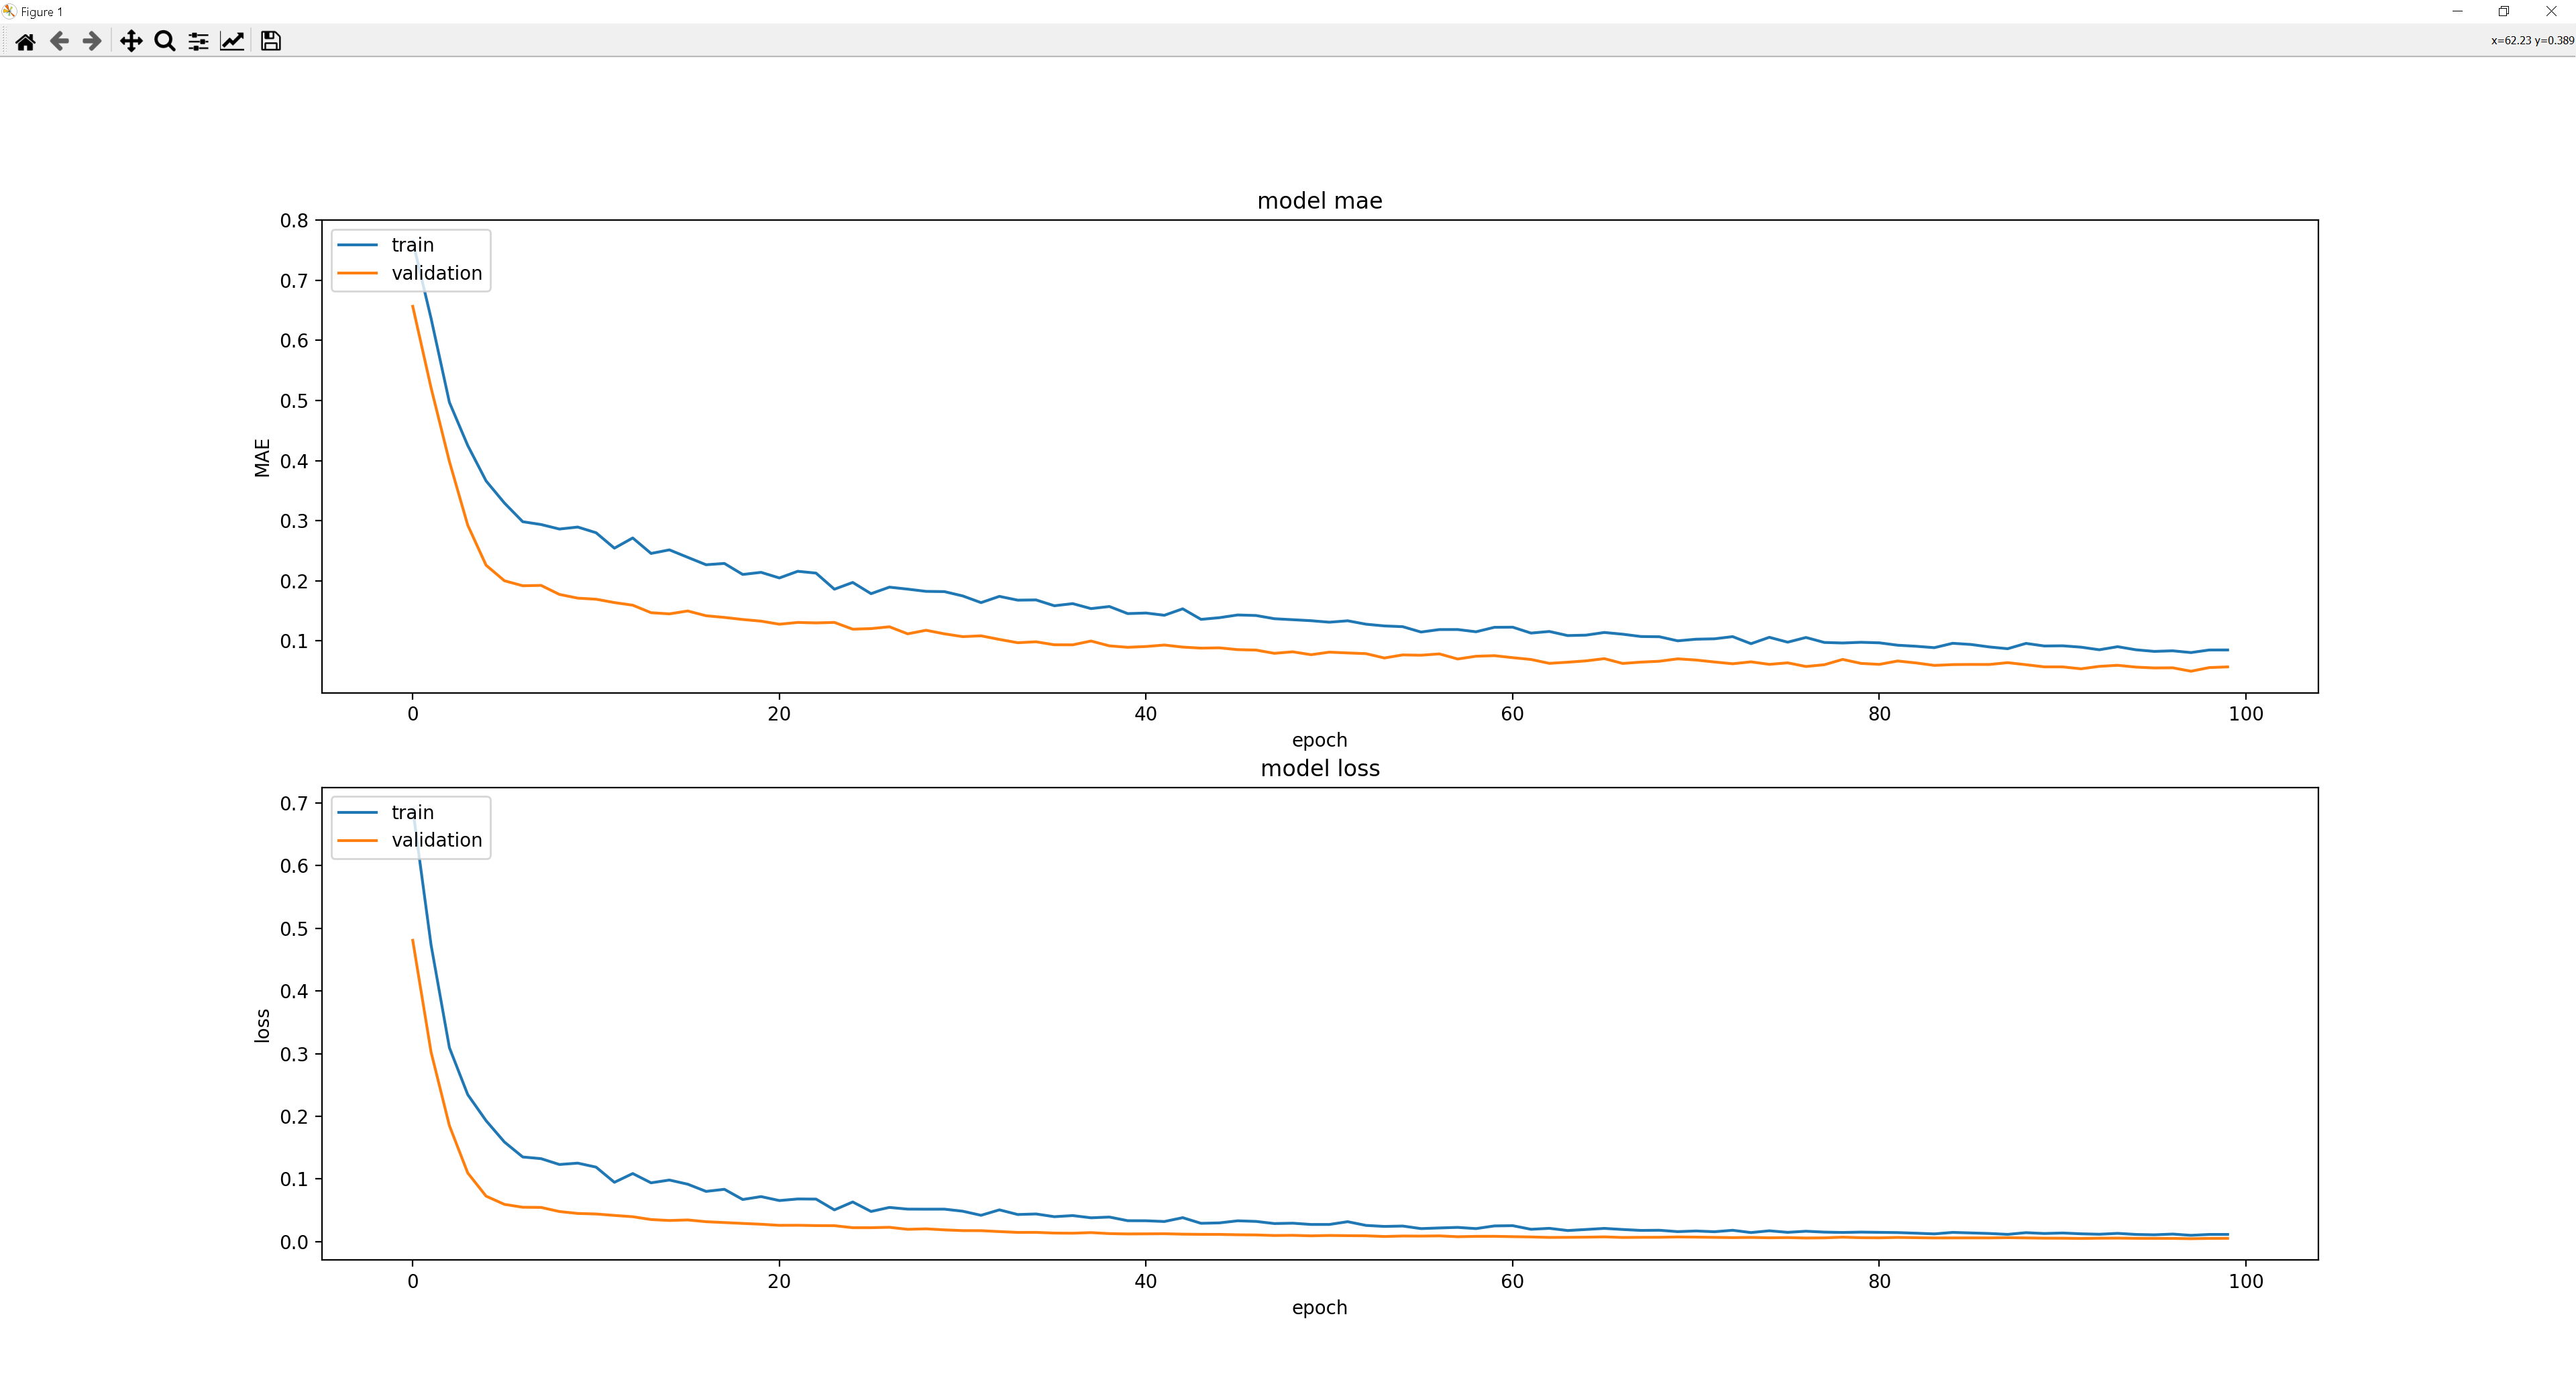 Figure 1
x=62.23 y=0.389
model mae
train
validation
0.8
0.7
0.6
0.5
0.4
0.3
0.2
0.1
MAE
0 20 40 60 80 100
epoch
model loss
train
validation
0.7
0.6
0.5
0.4
0.3
0.2
0.1
0.0
loss
0 20 40 60 80 100
epoch